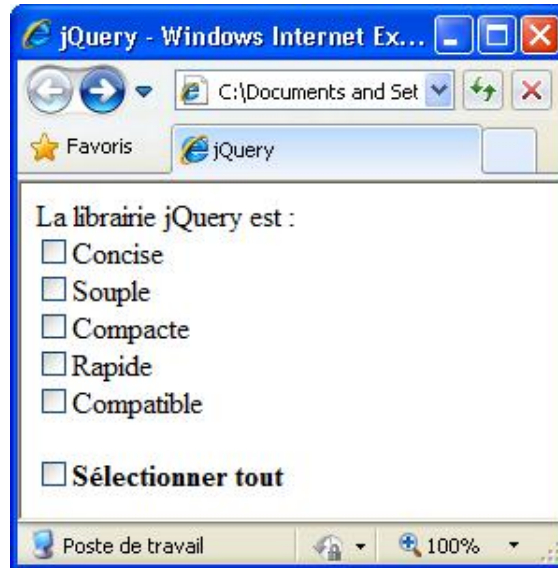 jQuery - Windows Internet Ex...
C:\Documents and Set
Favoris
jQuery
La librairie jQuery est :
Concise
Souple
Compacte
Rapide
Compatible
Sélectionner tout
Poste de travail
100%